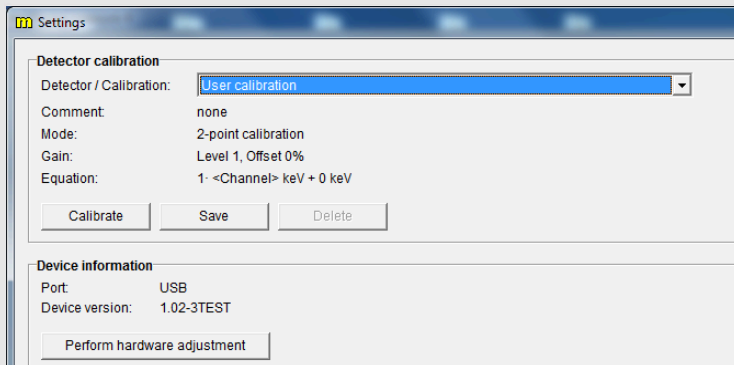 m Settings
Detector calibration
Detector / Calibration: User calibration
Comment: none
Mode: 2-point calibration
Gain: Level 1, Offset 0%
Equation: 1· <Channel> keV + 0 keV
Calibrate Save Delete
Device information
Port: USB
Device version: 1.02-3TEST
Perform hardware adjustment